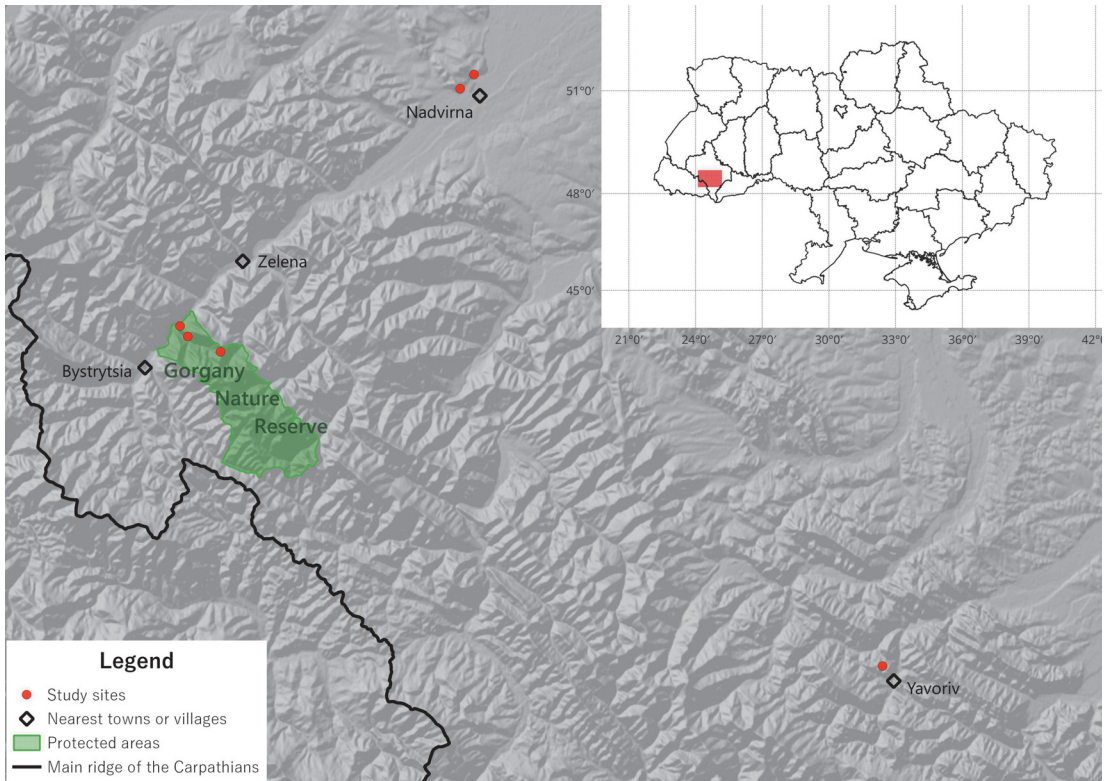 51°0′
48°0′
45°0′
21°0′ 24°0′ 27°0′ 30°0′ 33°0′ 36°0′ 39°0′ 42°0′
Nadvirna
Zelena
Bystrytsia
Gorgany
Nature
Reserve
Yavoriv
Legend
Study sites
Nearest towns or villages
Protected areas
Main ridge of the Carpathians